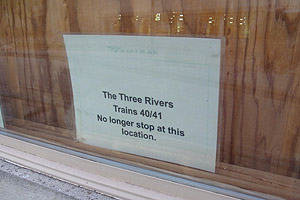 The Three Rivers
Trains 40/41
No longer stop at this
location.